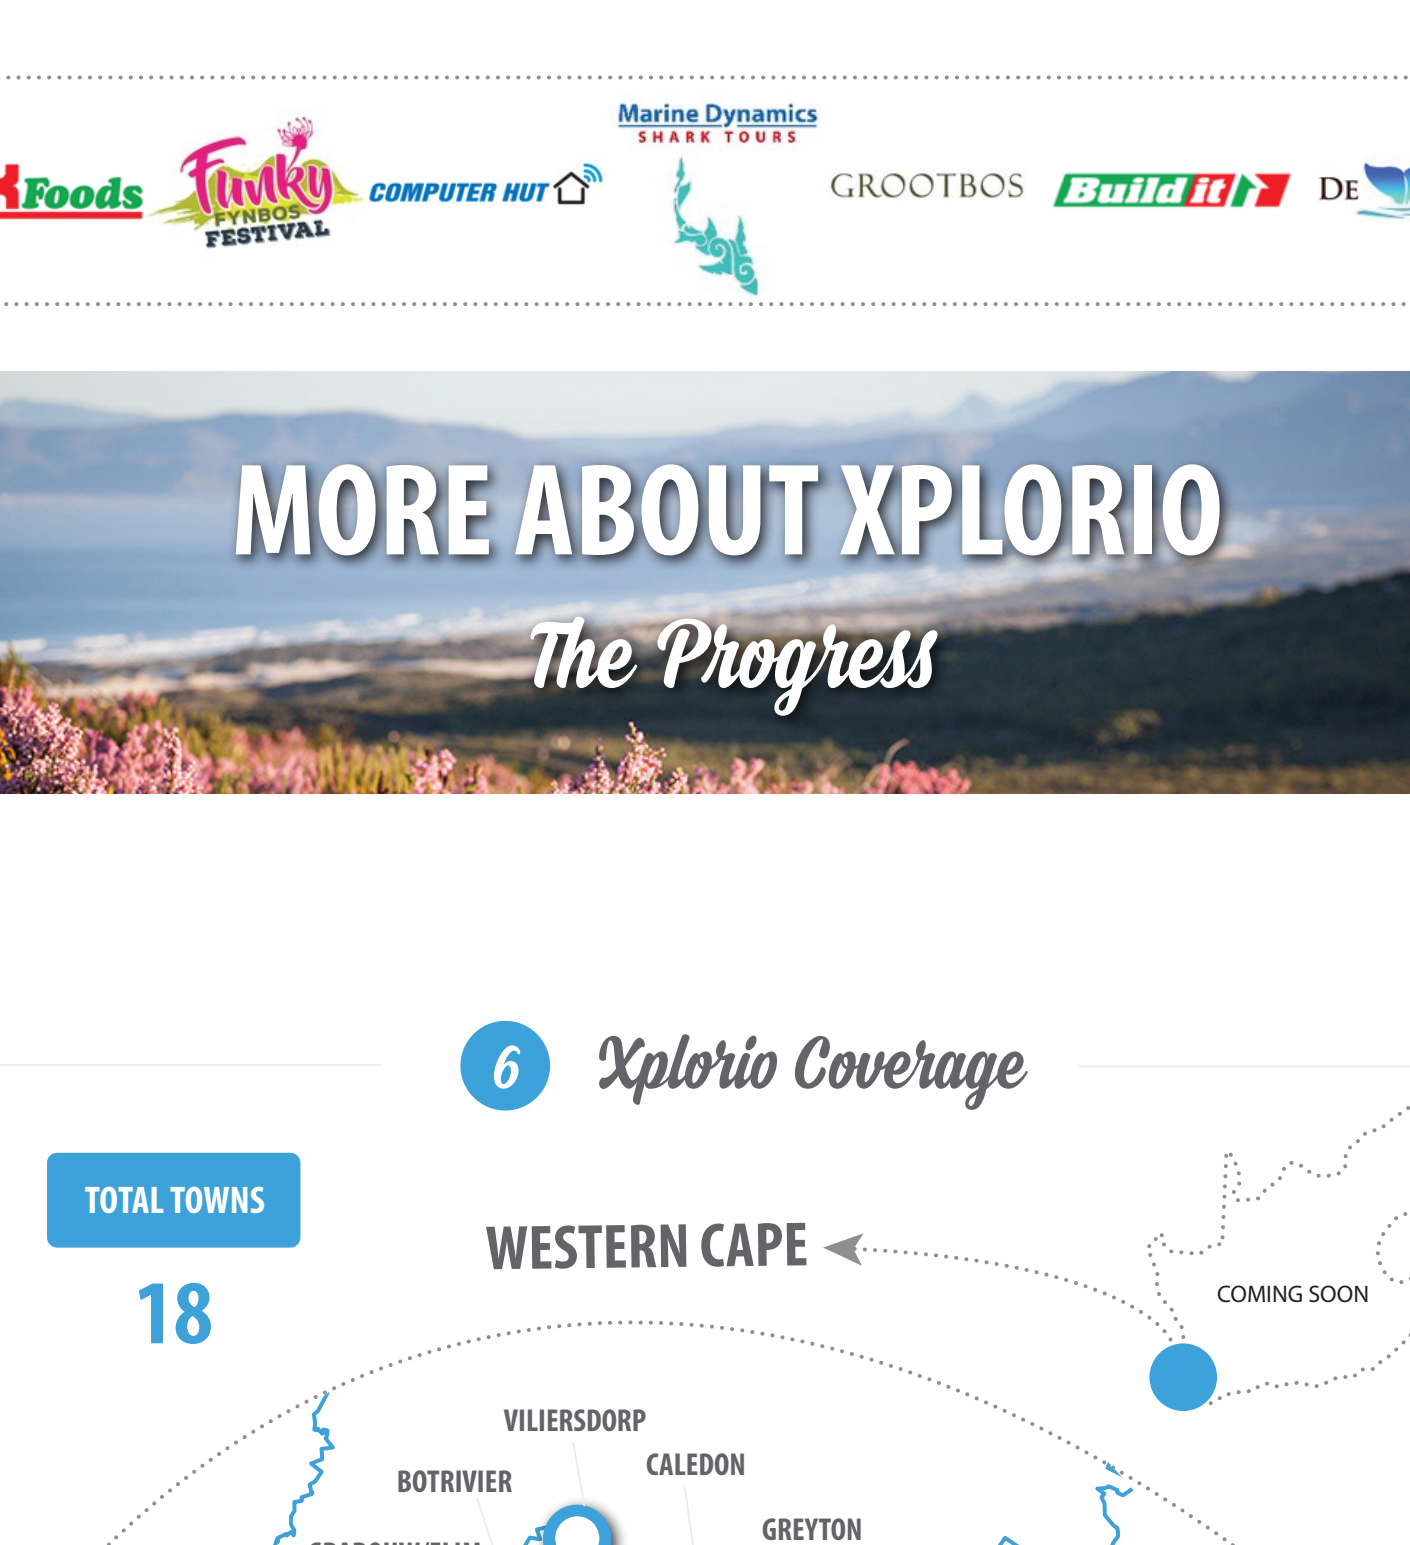 Foods
Funky
FYNBOS
FESTIVAL
COMPUTER HUT
Marine Dynamics
SHARK TOURS
GROOTBOS
Build it
DE
MORE ABOUT XPLORIO
The Progress
6 Xplorio Coverage
TOTAL TOWNS
18
WESTERN CAPE
COMING SOON
VILIERSDORP
CALEDON
BOTRIVIER
GREYTON